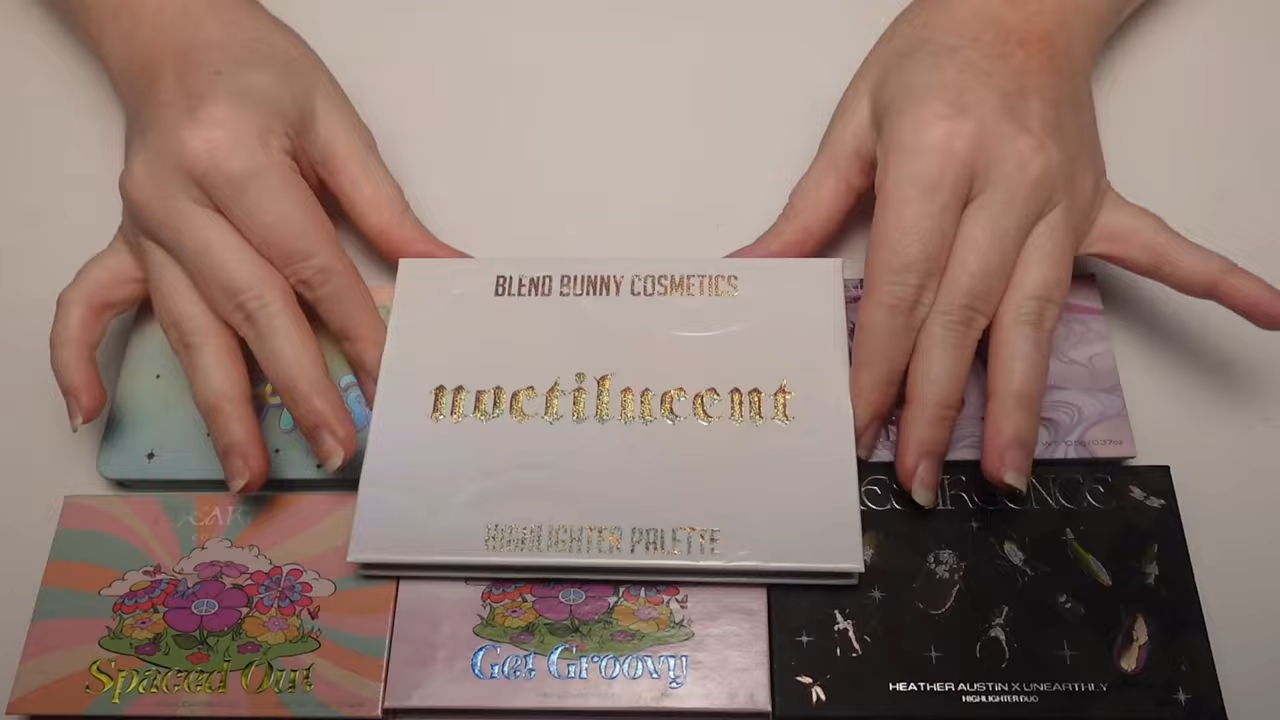 BLEND BUNNY COSMETICS
noctilucent
HIGHLIGHTER PALETTE
Spaced Out
Get Groovy
HEATHER AUSTIN X UNEARTHLY
HIGHLIGHTER DUO